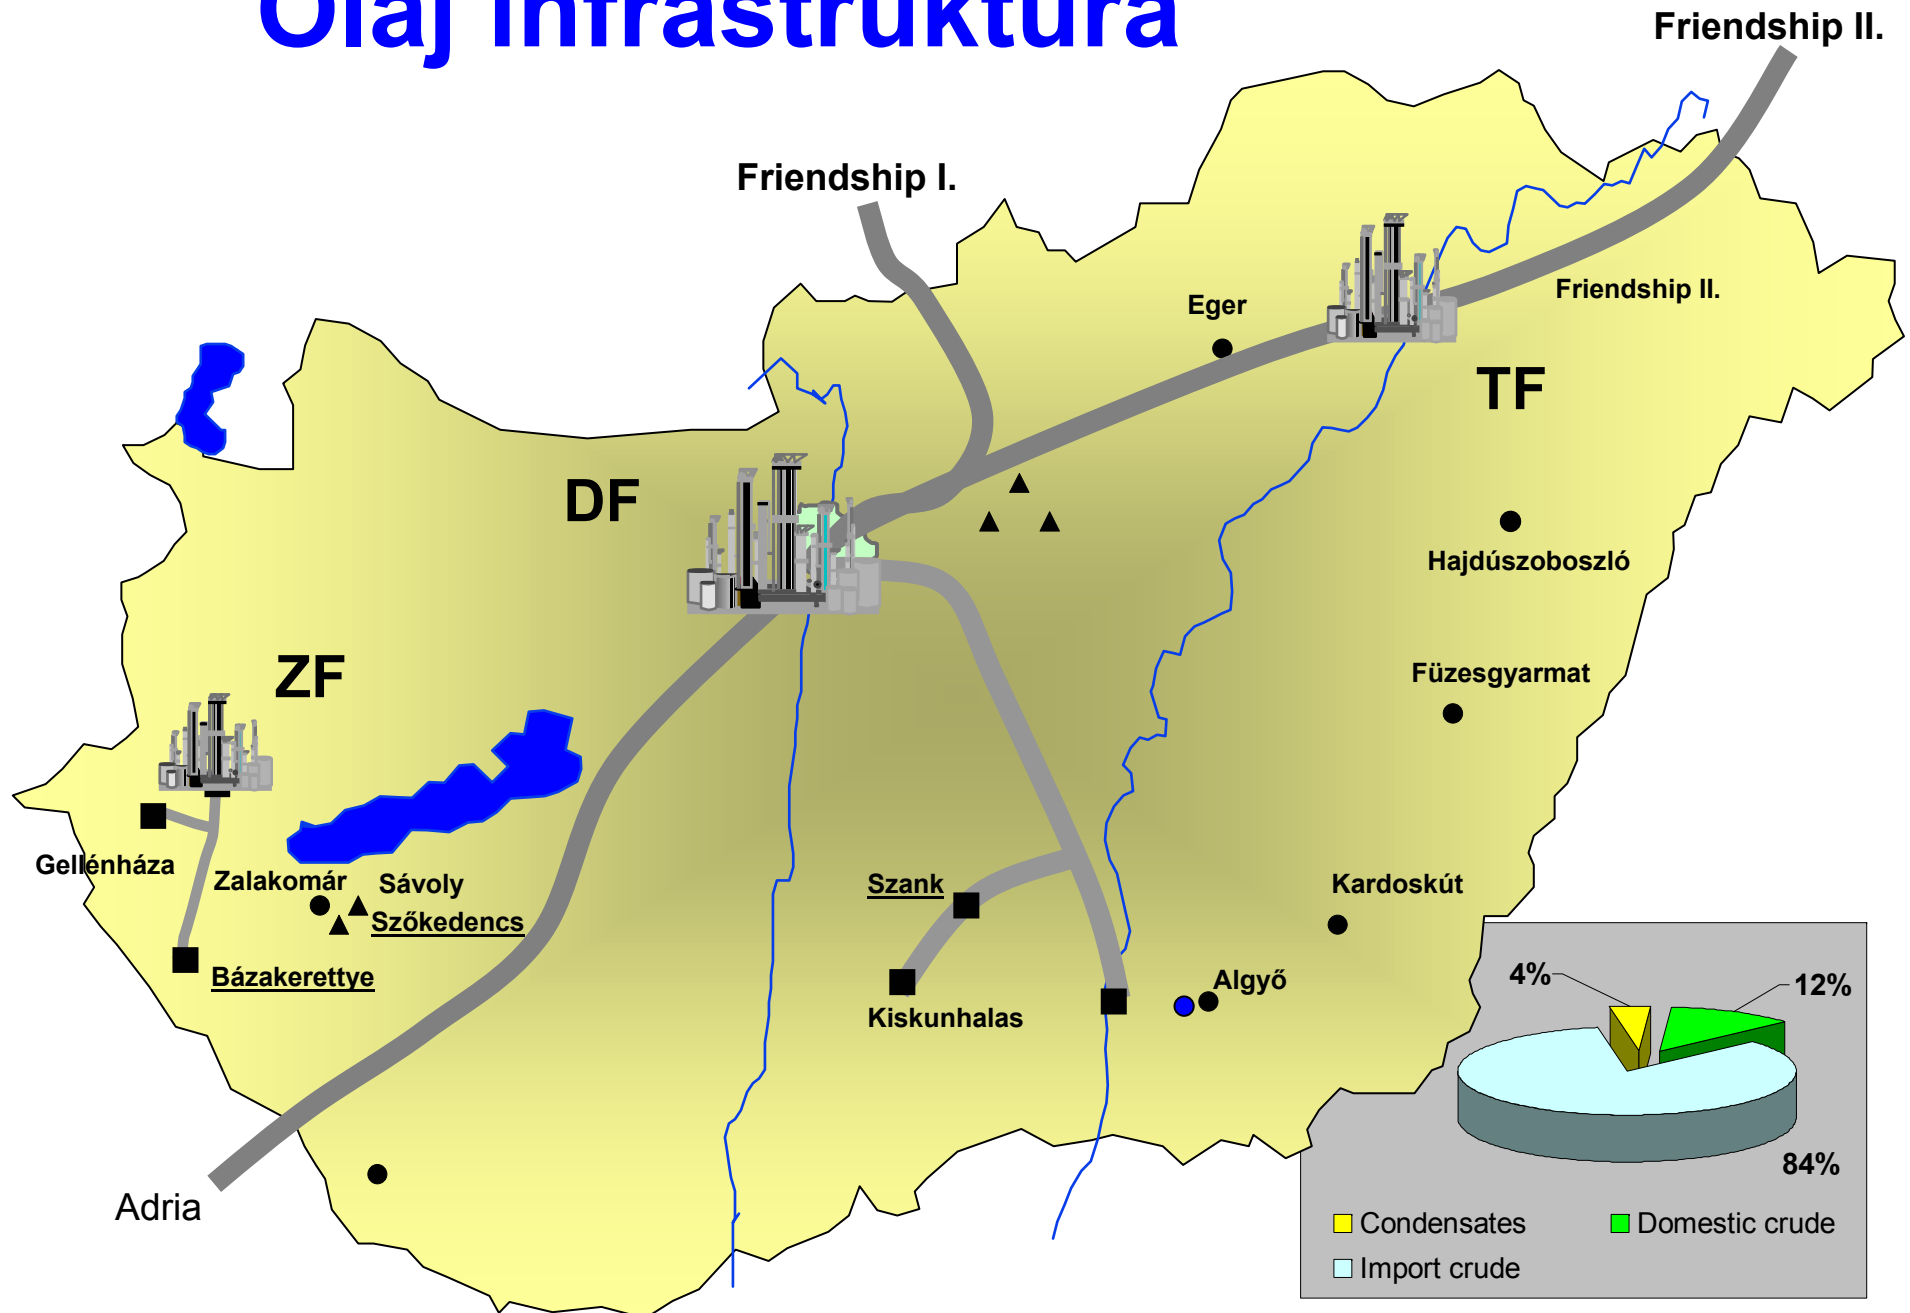 Olaj infrastruktúra
Friendship II.
Friendship I.
Eger
Friendship II.
TF
DF
Hajdúszoboszló
ZF
Füzesgyarmat
Gellénháza
Zalakomár
Sávoly
Szank
Kardoskút
Szőkedencs
Bázakerettye
Algyő
Kiskunhalas
4%
12%
84%
Adria
Condensates
Domestic crude
Import crude